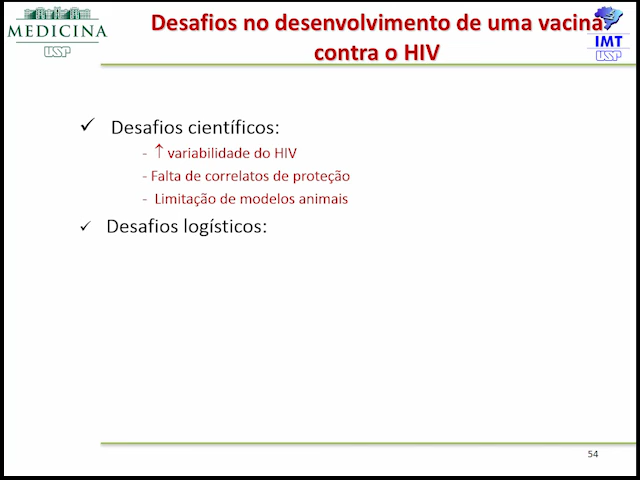 MEDICINA
USP
Desafios no desenvolvimento de uma vacina
contra o HIV
IMT
USP
✓ Desafios científicos:
- ↑ variabilidade do HIV
- Falta de correlatos de proteção
- Limitação de modelos animais
✓ Desafios logísticos:
54